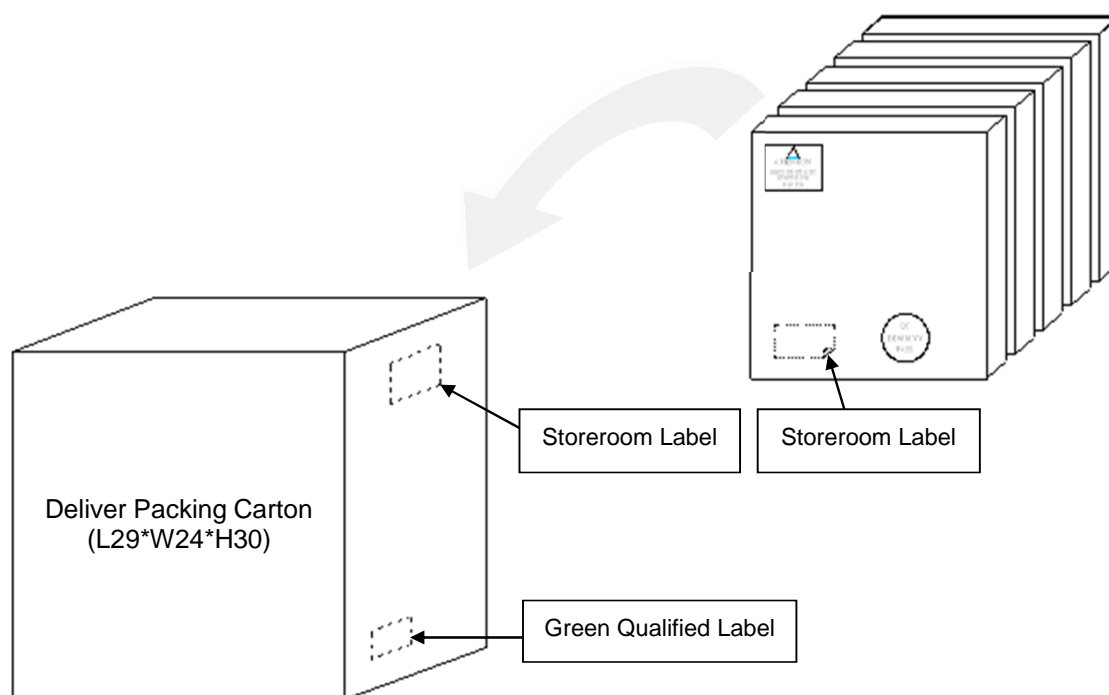 Storeroom Label
Storeroom Label
Deliver Packing Carton
(L29*W24*H30)
Green Qualified Label